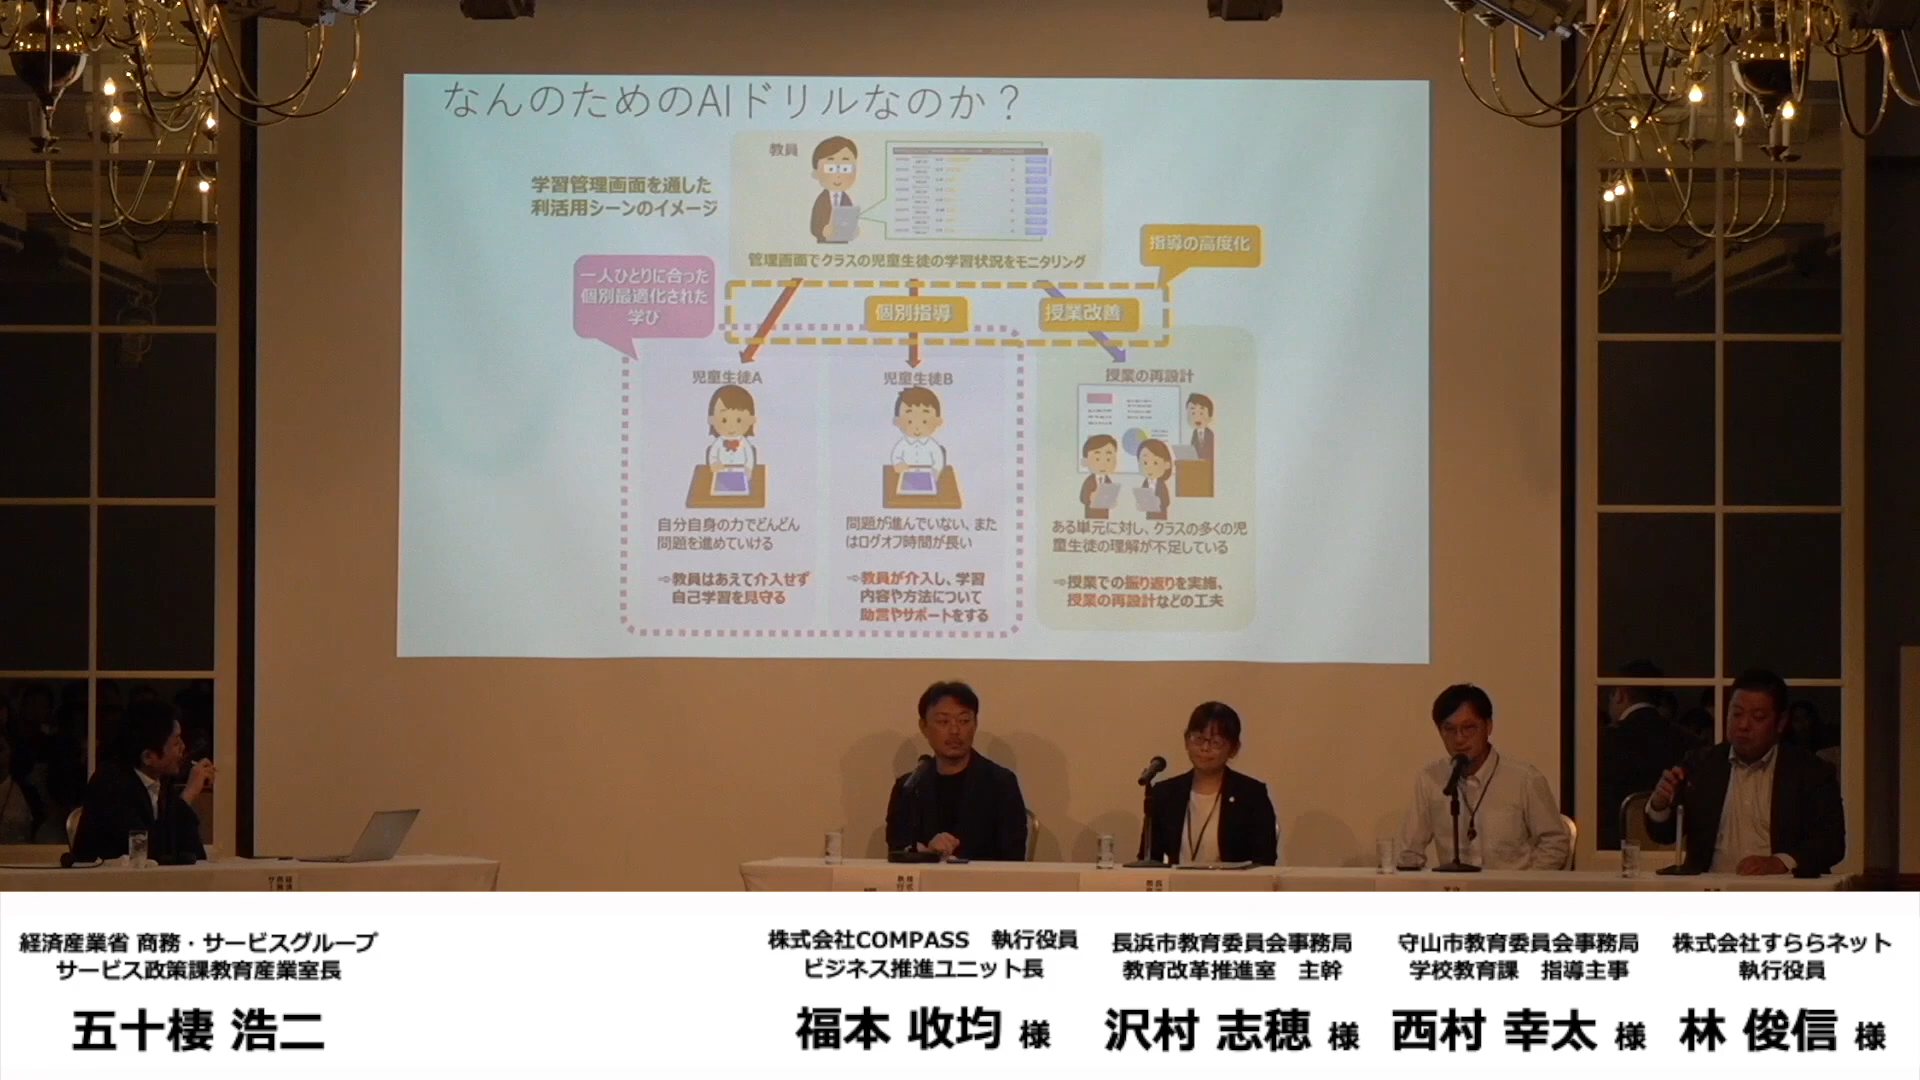 なんのためのAIドリルなのか？
教員
学習管理画面を通した
利活用シーンのイメージ
管理画面でクラスの児童生徒の学習状況をモニタリング
指導の高度化
一人ひとりに合った
個別最適化された
学び
個別指導
授業改善
児童生徒A
児童生徒B
授業の再設計
自分自身の力でどんどん
問題を進めていける
問題が進んでいない、また
はログオフ時間が長い
ある単元に対し、クラスの多くの児
童生徒の理解が不足している
⇨教員はあえて介入せず
自己学習を見守る
⇨教員が介入し、学習
内容や方法について
助言やサポートをする
⇨授業での振り返りを実施、
授業の再設計などの工夫
経済産業省 商務・サービスグループ
サービス政策課教育産業室長
五十棲 浩二
株式会社COMPASS　執行役員
ビジネス推進ユニット長
福本 収均 様
長浜市教育委員会事務局
教育改革推進室　主幹
沢村 志穂 様
守山市教育委員会事務局
学校教育課　指導主事
西村 幸太 様
株式会社すららネット
執行役員
林 俊信 様